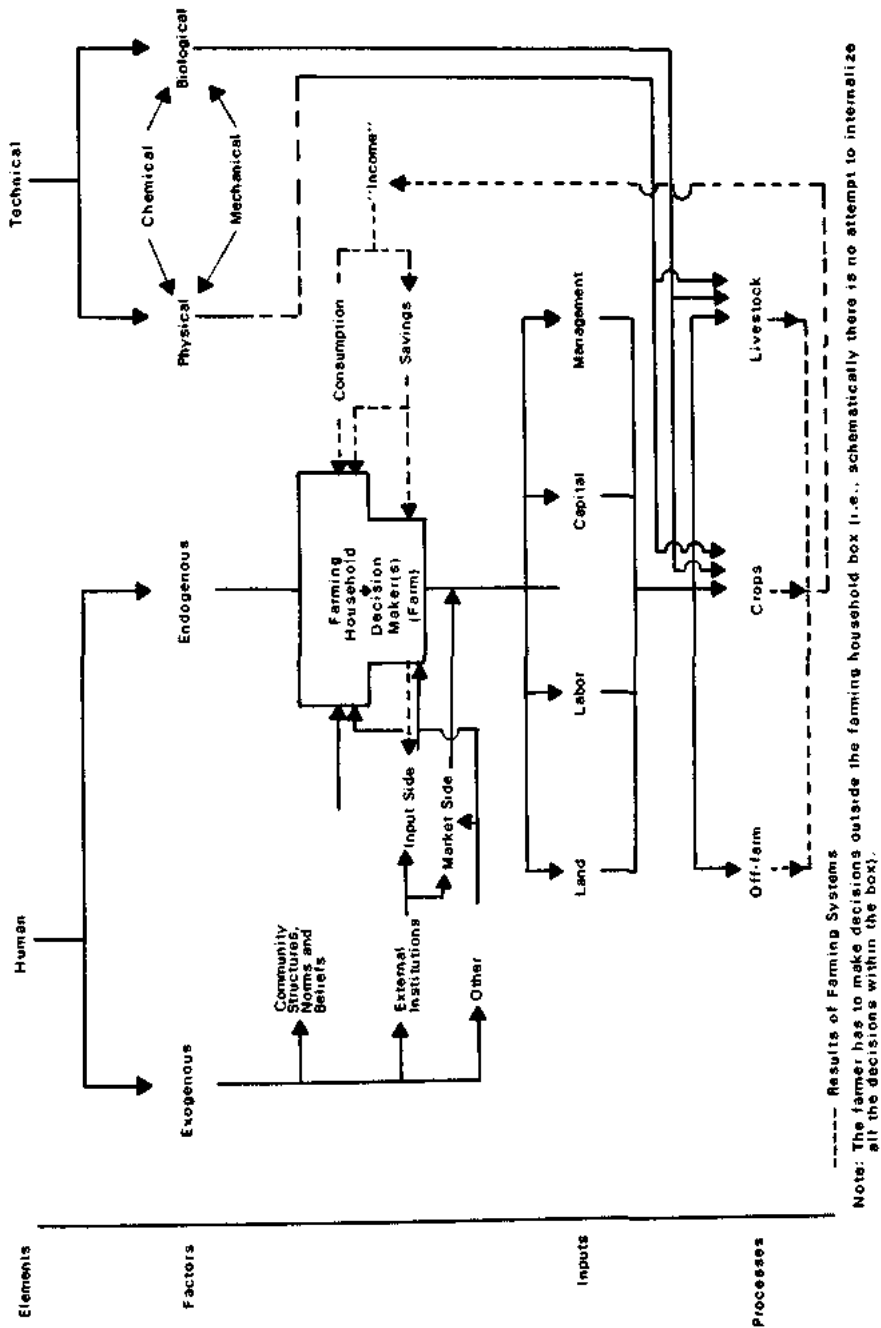 Elements
Human
Technical
Factors
Exogenous
Endogenous
Physical
Chemical
Mechanical
Biological
Community
Structures,
Norms and
Beliefs
External
Institutions
Other
Input Side
Market Side
Farming
Household
Decision
Maker(s)
(Farm)
Consumption
Savings
"Income"
Inputs
Land
Labor
Capital
Management
Processes
Off-farm
Crops
Livestock
----- Results of Farming Systems
Note: The farmer has to make decisions outside the farming household box (i.e., schematically there is no attempt to internalize
all the decisions within the box).